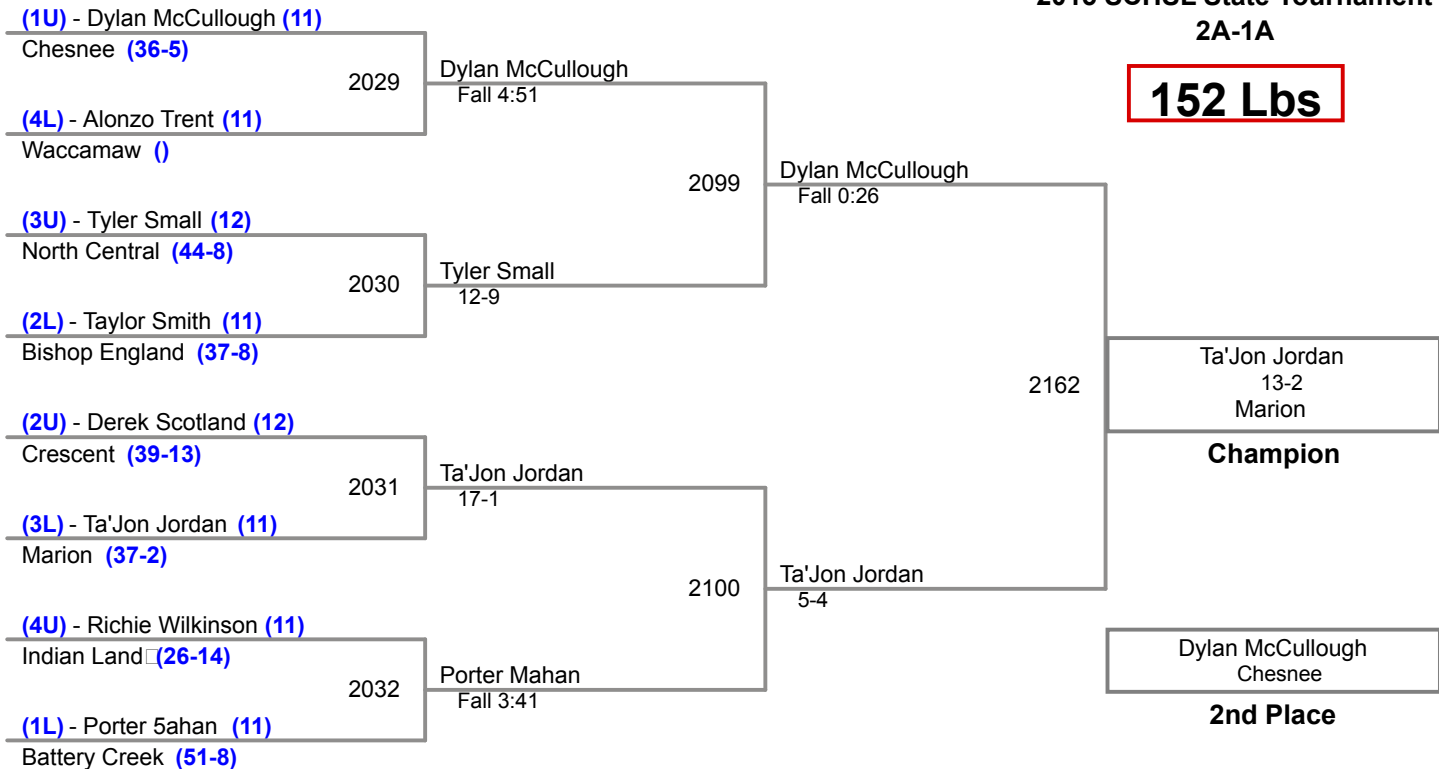 2A-1A
152 Lbs
(1U) - Dylan McCullough (11)
Chesnee (36-5)
2029
Dylan McCullough
Fall 4:51
(4L) - Alonzo Trent (11)
Waccamaw ()
2099
Dylan McCullough
Fall 0:26
(3U) - Tyler Small (12)
North Central (44-8)
2030
Tyler Small
12-9
(2L) - Taylor Smith (11)
Bishop England (37-8)
2162
Ta'Jon Jordan
13-2
Marion
Champion
(2U) - Derek Scotland (12)
Crescent (39-13)
2031
Ta'Jon Jordan
17-1
(3L) - Ta'Jon Jordan (11)
Marion (37-2)
2100
Ta'Jon Jordan
5-4
(4U) - Richie Wilkinson (11)
Indian Land (26-14)
2032
Porter Mahan
Fall 3:41
(1L) - Porter 5ahan (11)
Battery Creek (51-8)
Dylan McCullough
Chesnee
2nd Place